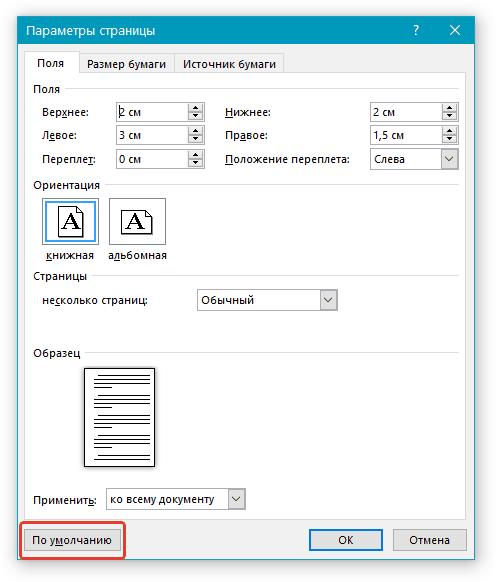 Параметры страницы
Поля Размер бумаги Источник бумаги
Поля
Верхнее: 2 см Нижнее: 2 см
Левое: 3 см Правое: 1,5 см
Переплет: 0 см Положение переплета: Слева
Ориентация
A A
книжная альбомная
Страницы
несколько страниц: Обычный
Образец
Применить: ко всему документу
По умолчанию ОК Отмена